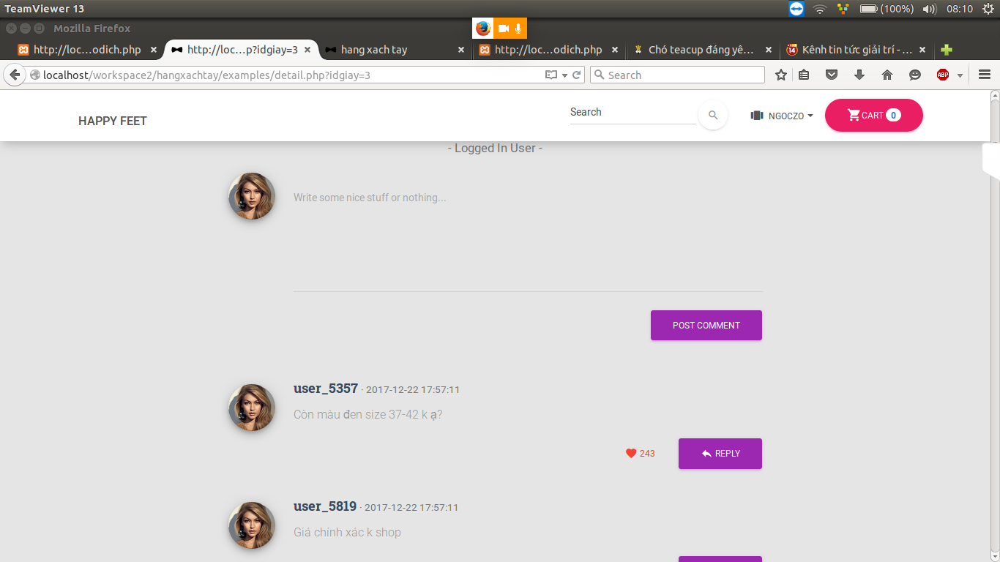 TeamViewer 13
(100%)
08:10
Mozilla Firefox
http://loc...odich.php
http://loc...p?idgiay=3
hang xach tay
http://loc...odich.php
Chó teacup đáng yê...
Kênh tin tức giải trí - ...
localhost/workspace2/hangxachtay/examples/detail.php?idgiay=3
Search
ABP
HAPPY FEET
Search
NGOCZO
CART 0
- Logged In User -
Write some nice stuff or nothing...
POST COMMENT
user_5357 · 2017-12-22 17:57:11
Còn màu đen size 37-42 k ạ?
243
REPLY
user_5819 · 2017-12-22 17:57:11
Giá chính xác k shop